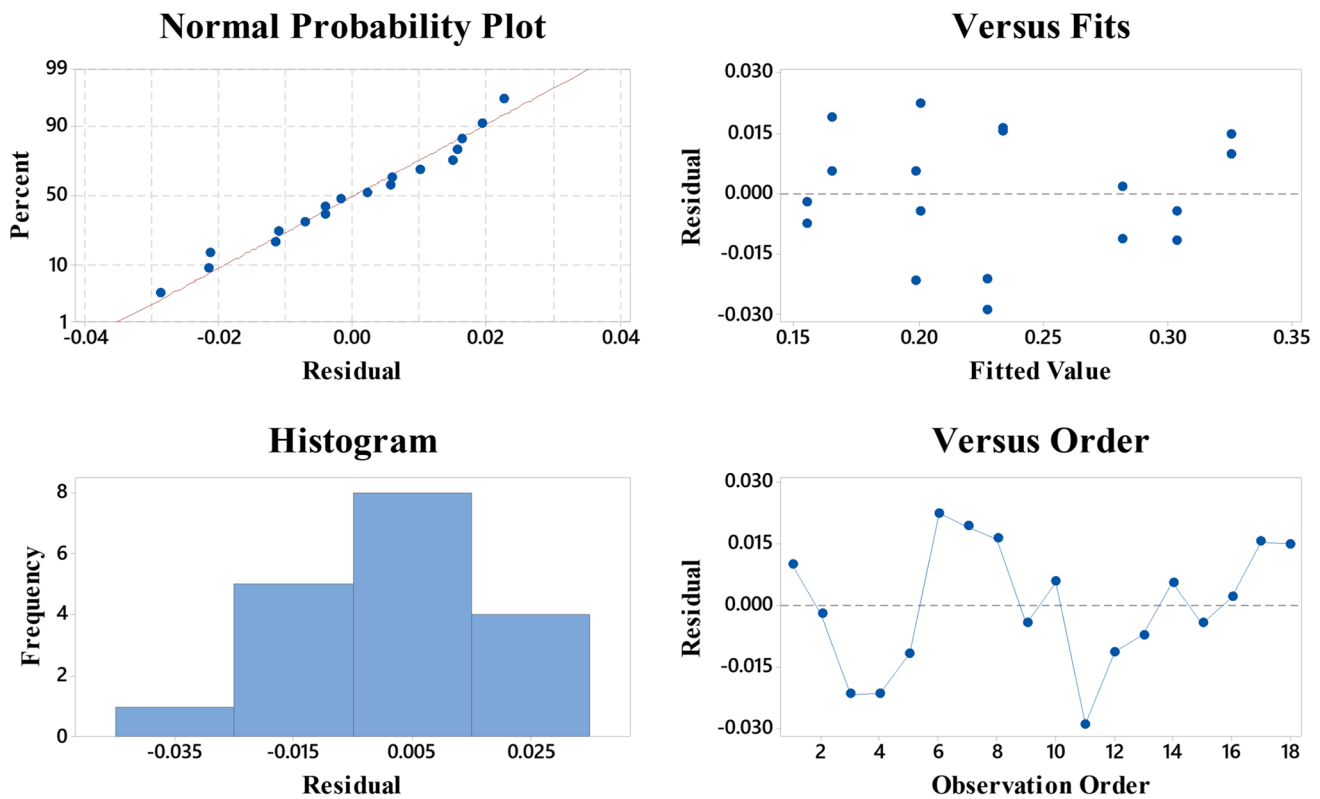 Normal Probability Plot
99
90
50
10
1
Percent
-0.04 -0.02 0.00 0.02 0.04
Residual
Versus Fits
0.030
0.015
0.000
-0.015
-0.030
Residual
0.15 0.20 0.25 0.30 0.35
Fitted Value
Histogram
8
6
4
2
0
Frequency
-0.035 -0.015 0.005 0.025
Residual
Versus Order
0.030
0.015
0.000
-0.015
-0.030
Residual
2 4 6 8 10 12 14 16 18
Observation Order